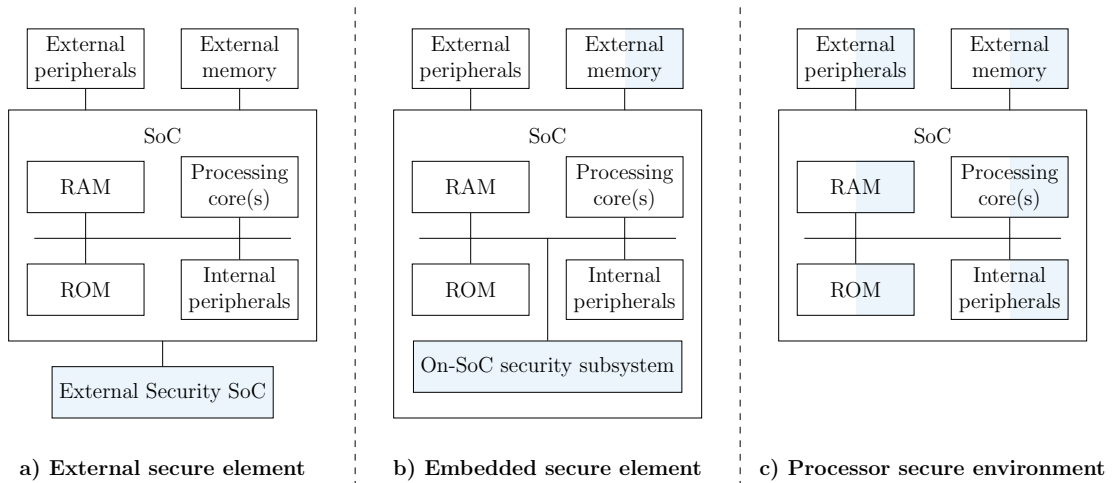 External
peripherals
External
memory
SoC
RAM
Processing
core(s)
ROM
Internal
peripherals
External Security SoC
a) External secure element
External
peripherals
External
memory
SoC
RAM
Processing
core(s)
ROM
Internal
peripherals
On-SoC security subsystem
b) Embedded secure element
External
peripherals
External
memory
SoC
RAM
Processing
core(s)
ROM
Internal
peripherals
c) Processor secure environment